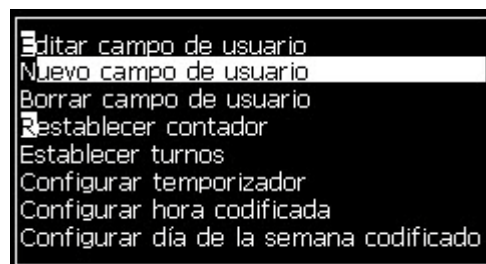 Editar campo de usuario
Nuevo campo de usuario
Borrar campo de usuario
Restablecer contador
Establecer turnos
Configurar temporizador
Configurar hora codificada
Configurar día de la semana codificado